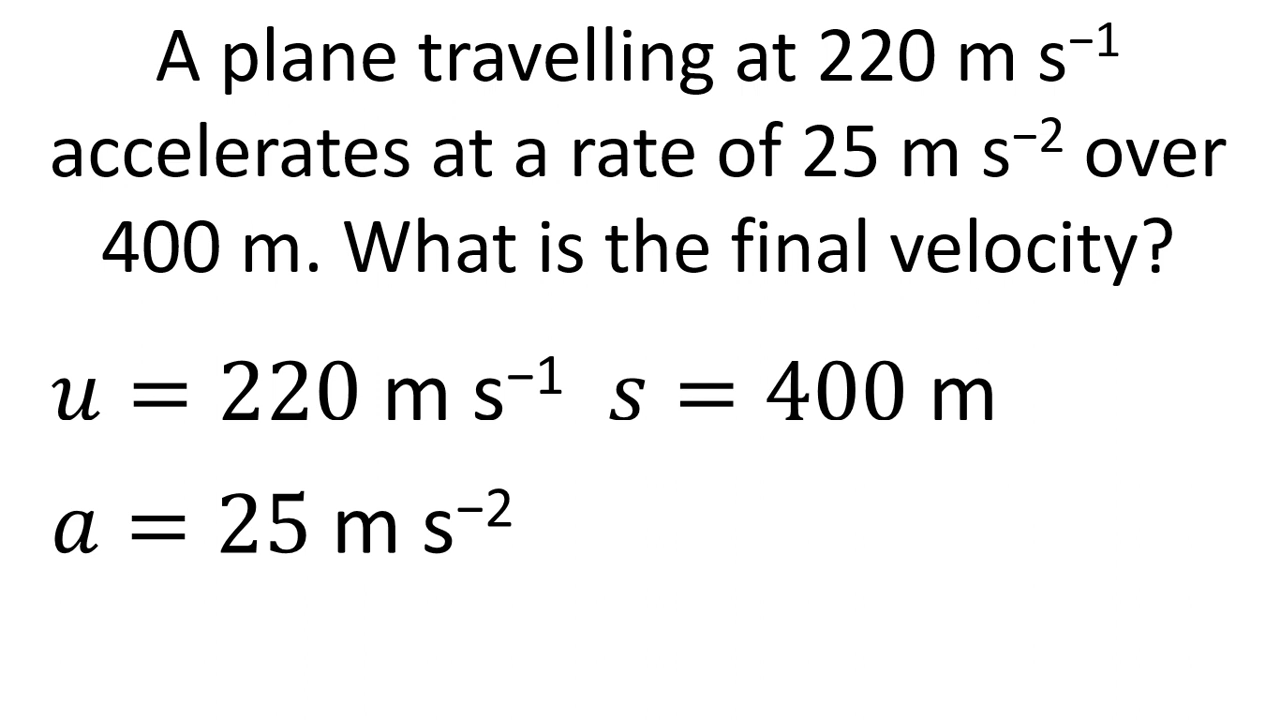 A plane travelling at 220 m s⁻¹
accelerates at a rate of 25 m s⁻² over
400 m. What is the final velocity?
u = 220 m s⁻¹ s = 400 m
a = 25 m s⁻²